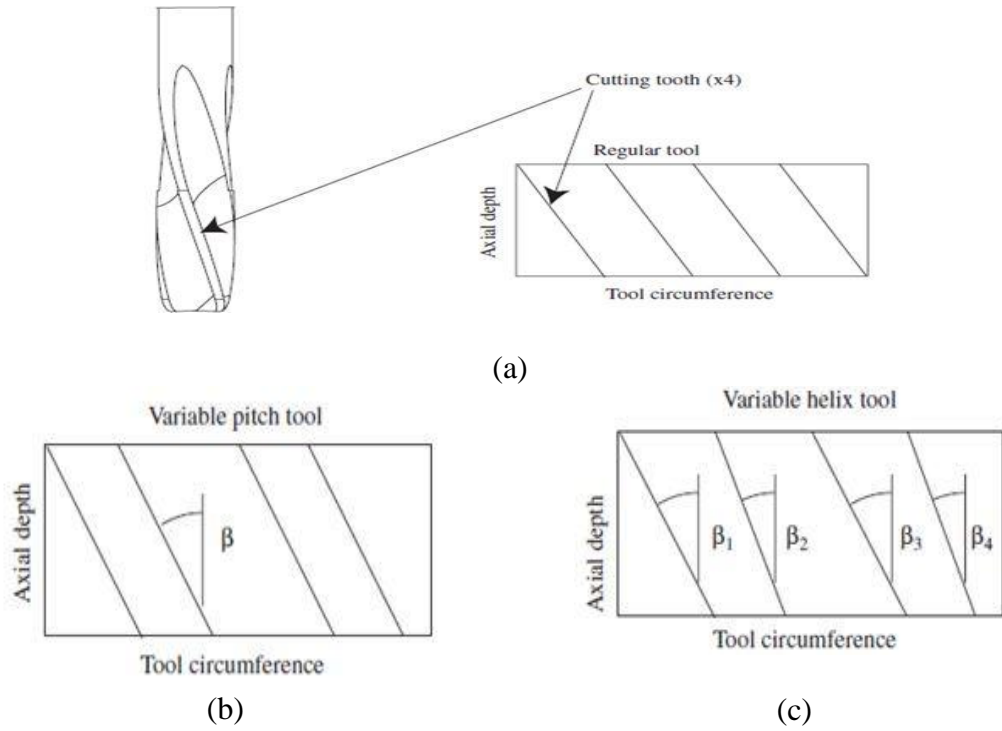 Cutting tooth (x4)
Regular tool
Axial depth
Tool circumference
(a)
Variable pitch tool
Axial depth
β
Tool circumference
(b)
Variable helix tool
Axial depth
β1 β2 β3 β4
Tool circumference
(c)